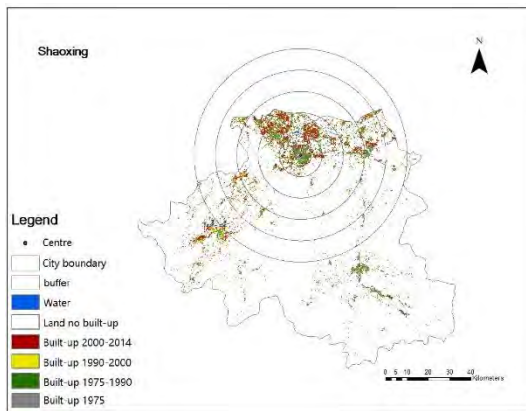 Shaoxing
N
Legend
Centre
City boundary
buffer
Water
Land no built-up
Built-up 2000-2014
Built-up 1990-2000
Built-up 1975-1990
Built-up 1975
0 5 10 20 30 40
Kilometers